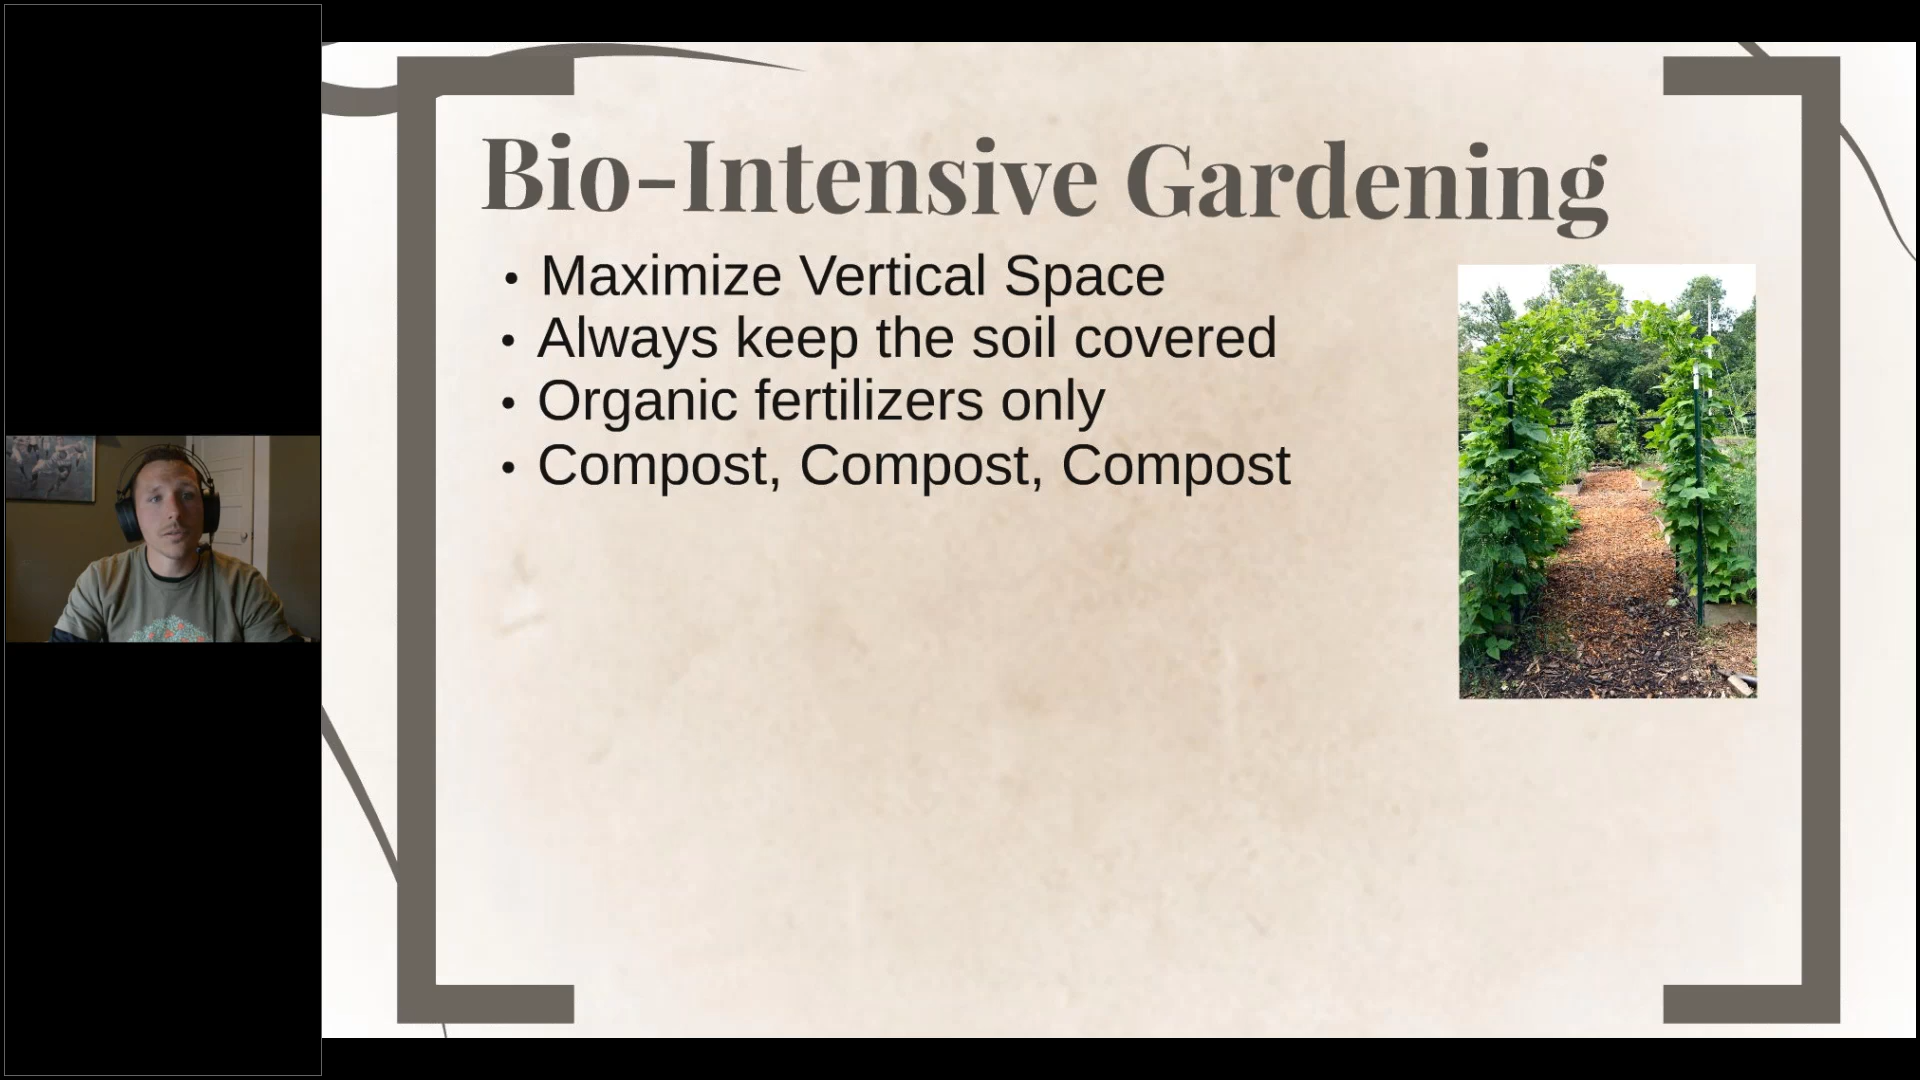 Bio-Intensive Gardening
• Maximize Vertical Space
• Always keep the soil covered
• Organic fertilizers only
• Compost, Compost, Compost